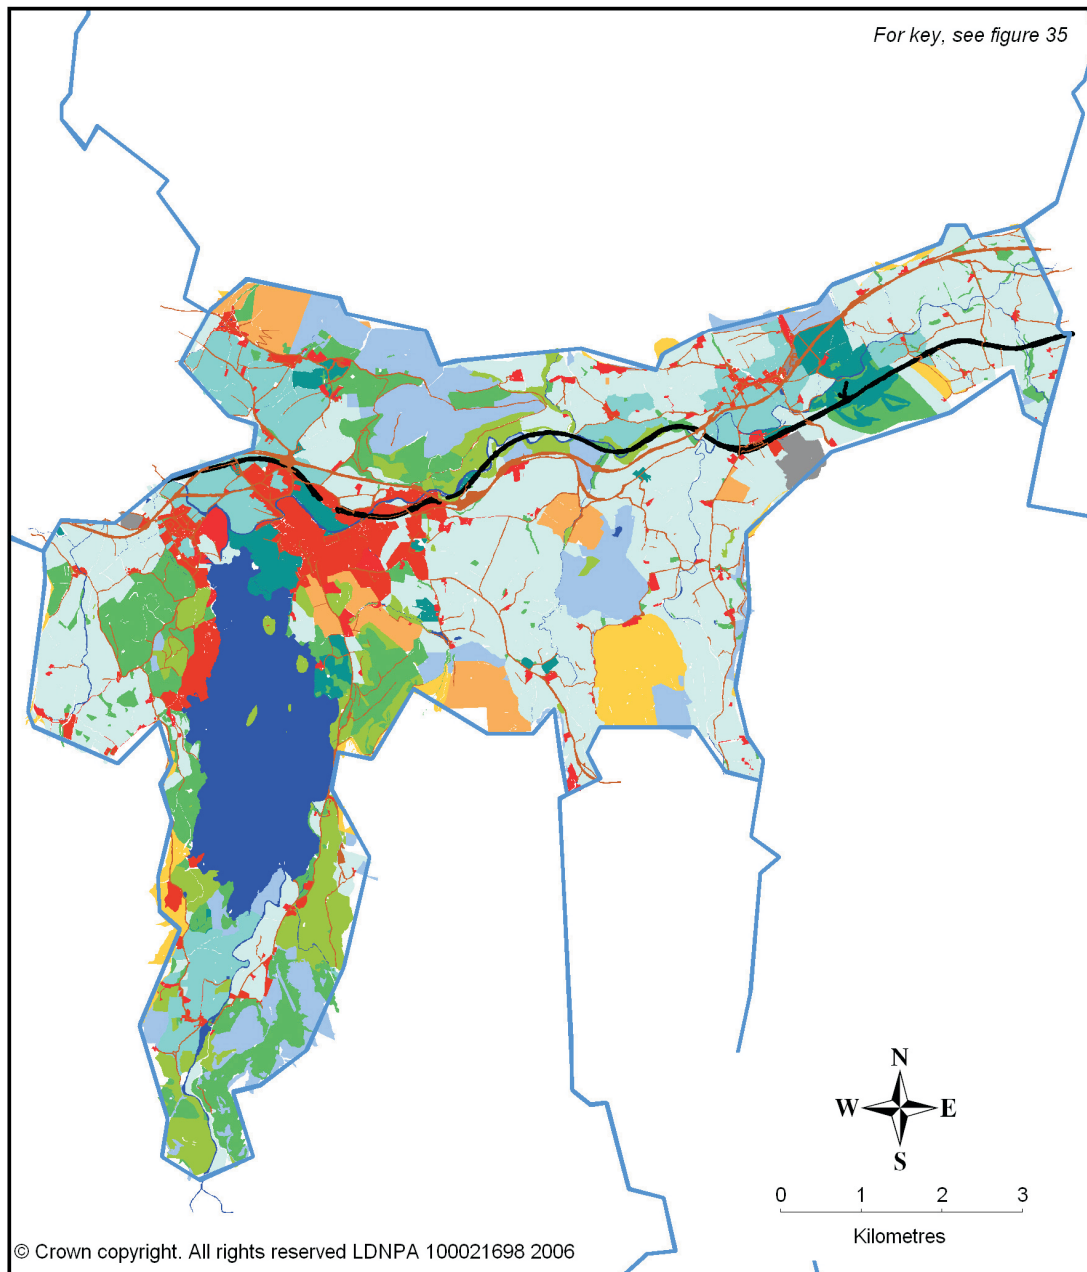 For key, see figure 35
N
W E
S
0 1 2 3
Kilometres
© Crown copyright. All rights reserved LDNPA 100021698 2006